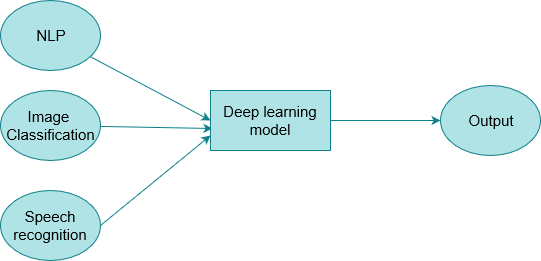 NLP
Image
Classification
Speech
recognition
Deep learning
model
Output